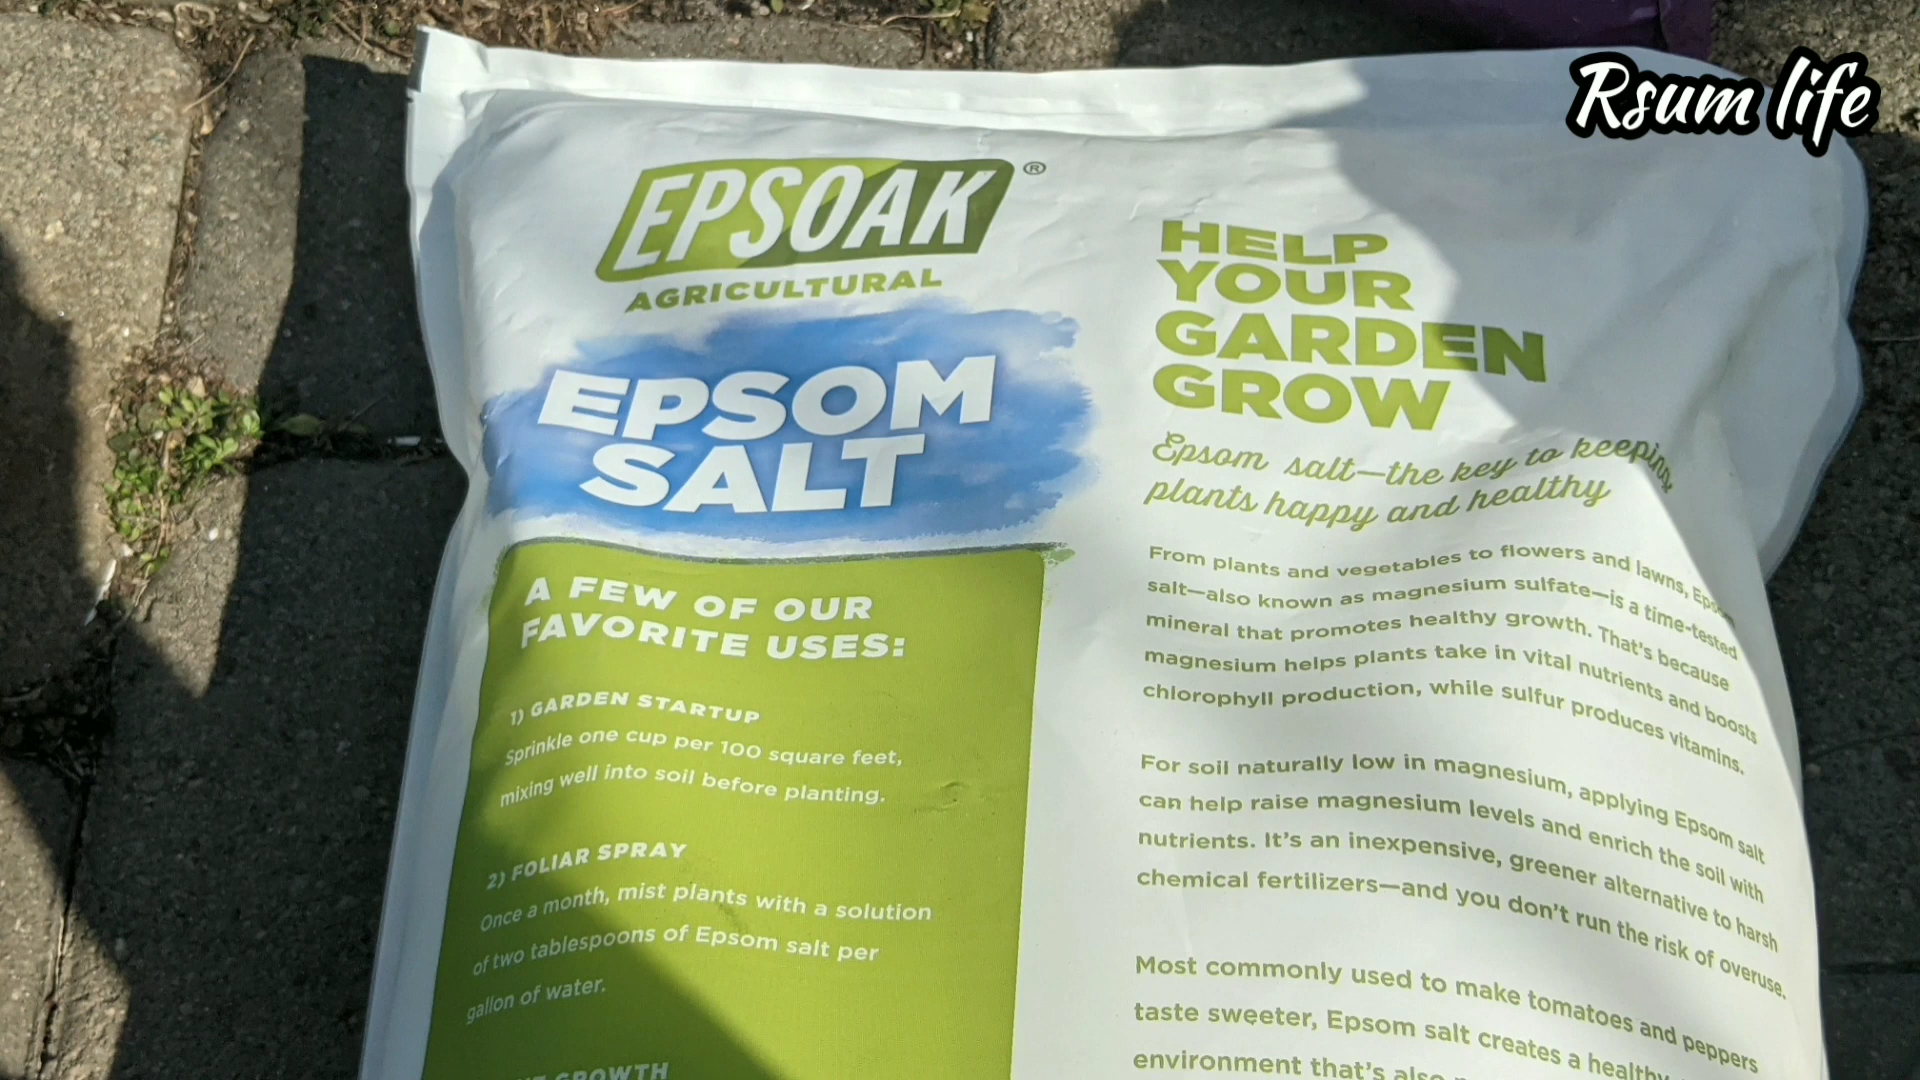 Rsum life
EPSOAK®
AGRICULTURAL
EPSOM
SALT
A FEW OF OUR
FAVORITE USES:
1) GARDEN STARTUP
Sprinkle one cup per 100 square feet,
mixing well into soil before planting.
2) FOLIAR SPRAY
Once a month, mist plants with a solution
of two tablespoons of Epsom salt per
gallon of water.
GROWTH
HELP
YOUR
GARDEN
GROW
Epsom salt—the key to keeping
plants happy and healthy
From plants and vegetables to flowers and lawns, Epsom
salt—also known as magnesium sulfate—is a time-tested
mineral that promotes healthy growth. That's because
magnesium helps plants take in vital nutrients and boosts
chlorophyll production, while sulfur produces vitamins.
For soil naturally low in magnesium, applying Epsom salt
can help raise magnesium levels and enrich the soil with
nutrients. It's an inexpensive, greener alternative to harsh
chemical fertilizers—and you don't run the risk of overuse.
Most commonly used to make tomatoes and peppers
taste sweeter, Epsom salt creates a healthy
environment that's also